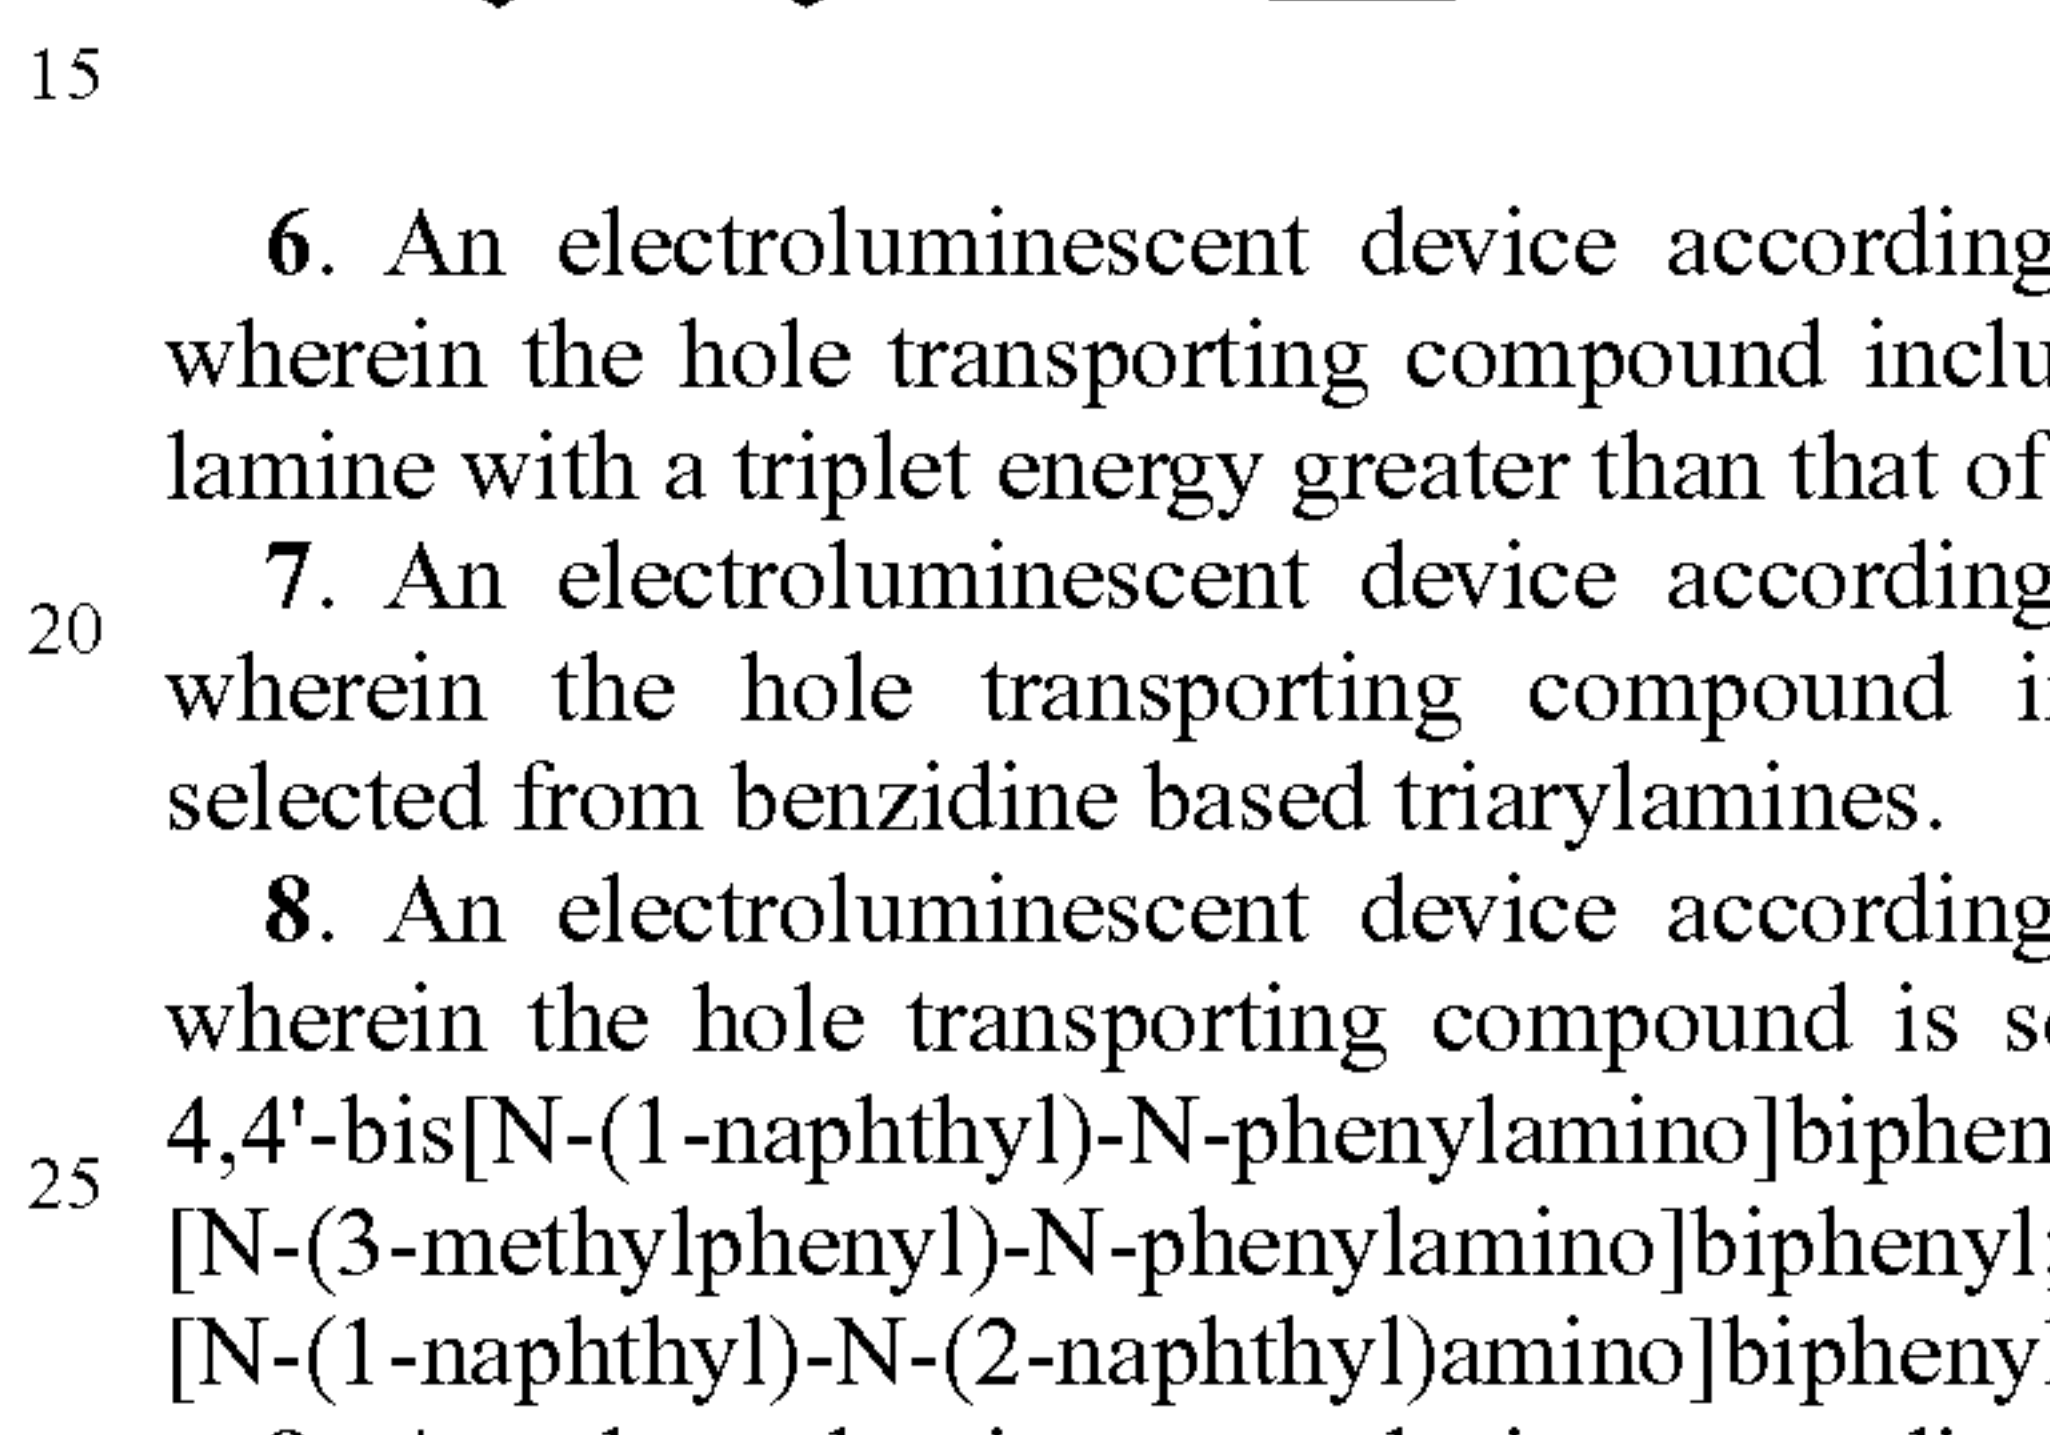 15
6. An electroluminescent device according
wherein the hole transporting compound inclu
lamine with a triplet energy greater than that of
7. An electroluminescent device according
20
wherein the hole transporting compound
selected from benzidine based triarylamines.
8. An electroluminescent device according
wherein the hole transporting compound is
4,4'-bis[N-(1-naphthyl)-N-phenylamino]biphen
25
[N-(3-methylphenyl)-N-phenylamino]biphenyl;
[N-(1-naphthyl)-N-(2-naphthyl)amino]biphenyl